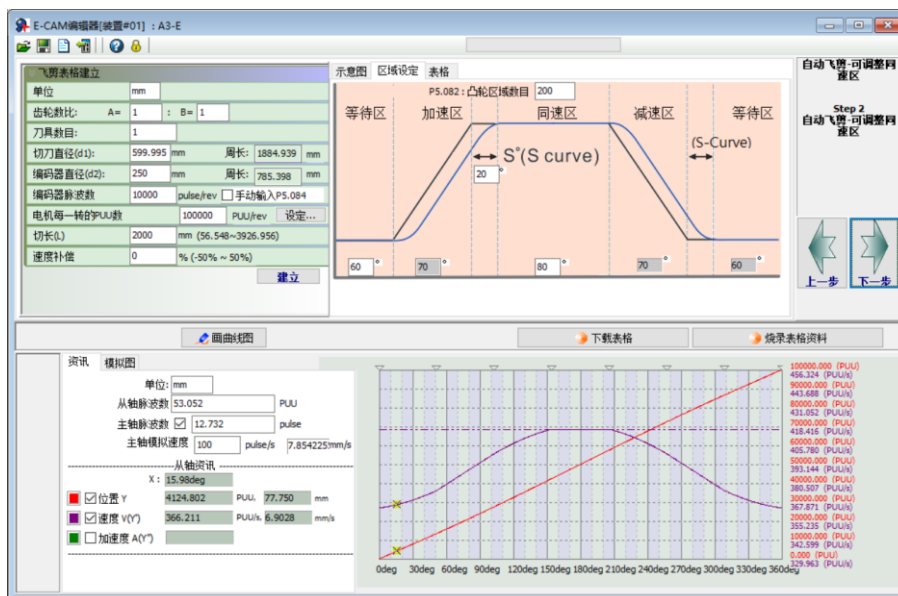 E-CAM编辑器[装置#01] : A3-E
飞剪表格建立
单位 mm
齿轮数比: A= 1 : B= 1
刀具数目: 1
切刀直径(d1): 599.995 mm 周长: 1884.939 mm
编码器直径(d2): 250 mm 周长: 785.398 mm
编码器脉波数 10000 pulse/rev 手动输入P5.084
电机每一转的PUU数 100000 PUU/rev 设定...
切长(L) 2000 mm (56.548~3926.956)
速度补偿 0 % (-50% ~ 50%)
建立
示意图 区域设定 表格
P5.082 : 凸轮区域数目 200
等待区 加速区 同速区 减速区 等待区
S°(S curve)
(S-Curve)
20 °
60 ° 70 ° 80 ° 70 ° 60 °
自动飞剪-可调整同
速区
Step 2
自动飞剪-可调整同
速区
上一步 下一步
画曲线图 下载表格 烧录表格资料
资讯 模拟图
单位: mm
从轴脉波数 53.052 PUU
主轴脉波数 12.732 pulse
主轴模拟速度 100 pulse/s 7.854225mm/s
从轴资讯
X : 15.98deg
位置 Y 4124.802 PUU. 77.750 mm
速度 V(Y') 366.211 PUU/s. 6.9028 mm/s
加速度 A(Y")
100000.000 (PUU)
456.324 (PUU/s)
90000.000 (PUU)
443.688 (PUU/s)
80000.000 (PUU)
431.052 (PUU/s)
70000.000 (PUU)
418.416 (PUU/s)
60000.000 (PUU)
405.780 (PUU/s)
50000.000 (PUU)
393.144 (PUU/s)
40000.000 (PUU)
380.507 (PUU/s)
30000.000 (PUU)
367.871 (PUU/s)
20000.000 (PUU)
355.235 (PUU/s)
10000.000 (PUU)
342.599 (PUU/s)
0.000 (PUU)
329.963 (PUU/s)
0deg 30deg 60deg 90deg 120deg 150deg 180deg 210deg 240deg 270deg 300deg 330deg 360deg